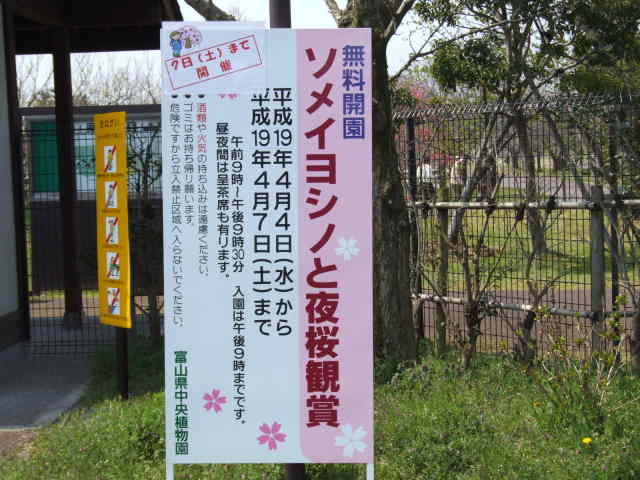 無料開園
ソメイヨシノと夜桜観賞
平成19年4月4日(水)から
平成19年4月7日(土)まで
午前9時~午後9時30分 入園は午後9時までです。
昼夜間は呈茶席も有ります。
●酒類や火気の持ち込みは遠慮ください。
●ゴミはお持ち帰り願います。
●危険ですから立入禁止区域へ入らないでください。
富山県中央植物園
7日(土)まで
開催